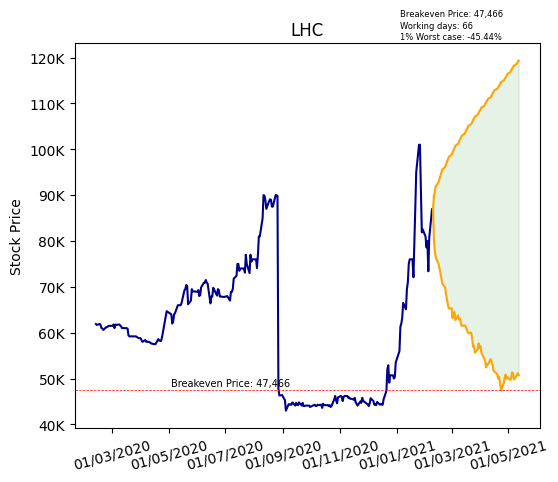 Breakeven Price: 47,466
Working days: 66
1% Worst case: -45.44%
LHC
Stock Price
120K
110K
100K
90K
80K
70K
60K
50K
40K
Breakeven Price: 47,466
01/03/2020
01/05/2020
01/07/2020
01/09/2020
01/11/2020
01/01/2021
01/03/2021
01/05/2021